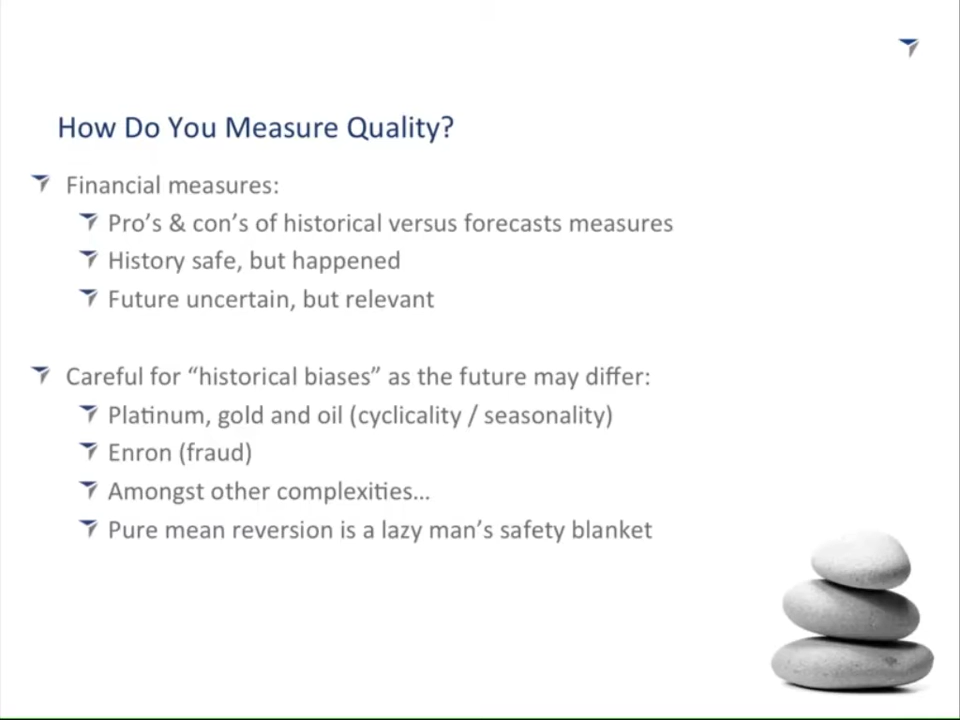 How Do You Measure Quality?
Financial measures:
Pro's & con's of historical versus forecasts measures
History safe, but happened
Future uncertain, but relevant
Careful for “historical biases” as the future may differ:
Platinum, gold and oil (cyclicality / seasonality)
Enron (fraud)
Amongst other complexities...
Pure mean reversion is a lazy man's safety blanket